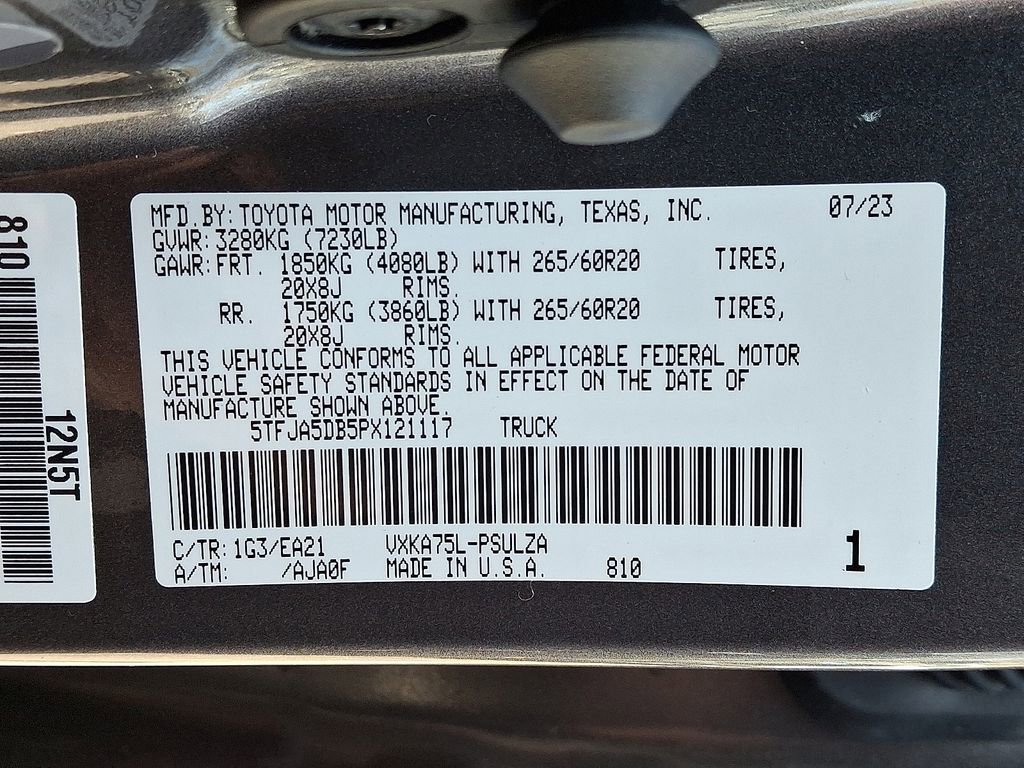 MFD.BY:TOYOTA MOTOR MANUFACTURING, TEXAS, INC. 07/23
GVWR:3280KG (7230LB)
GAWR:FRT. 1850KG (4080LB) WITH 265/60R20 TIRES,
20X8J RIMS.
RR. 1750KG (3860LB) WITH 265/60R20 TIRES,
20X8J RIMS.
THIS VEHICLE CONFORMS TO ALL APPLICABLE FEDERAL MOTOR
VEHICLE SAFETY STANDARDS IN EFFECT ON THE DATE OF
MANUFACTURE SHOWN ABOVE.
5TFJA5DB5PX121117 TRUCK
C/TR:1G3/EA21 VXKA75L-PSULZA
A/TM: /AJA0F MADE IN U.S.A. 810
1
810
12N5T